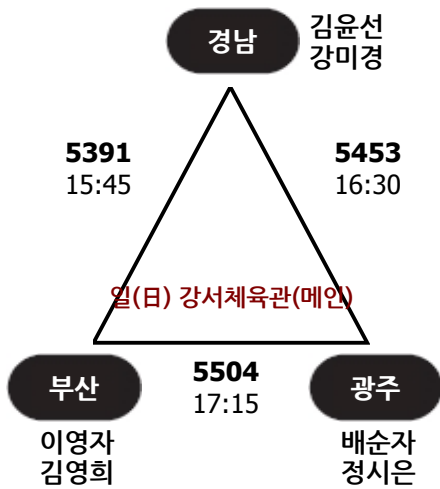 경남
김윤선
강미경
5391
15:45
5453
16:30
일(日) 강서체육관(메인)
부산
5504
17:15
광주
이영자
김영희
배순자
정시은